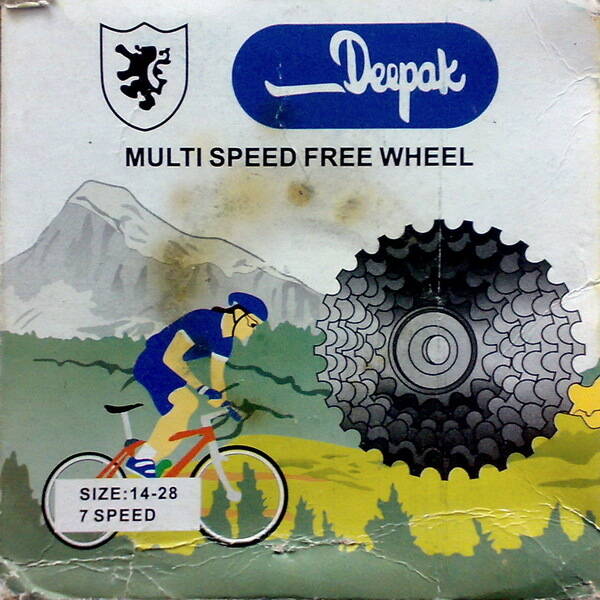 Deepak
MULTI SPEED FREE WHEEL
SIZE:14-28
7 SPEED